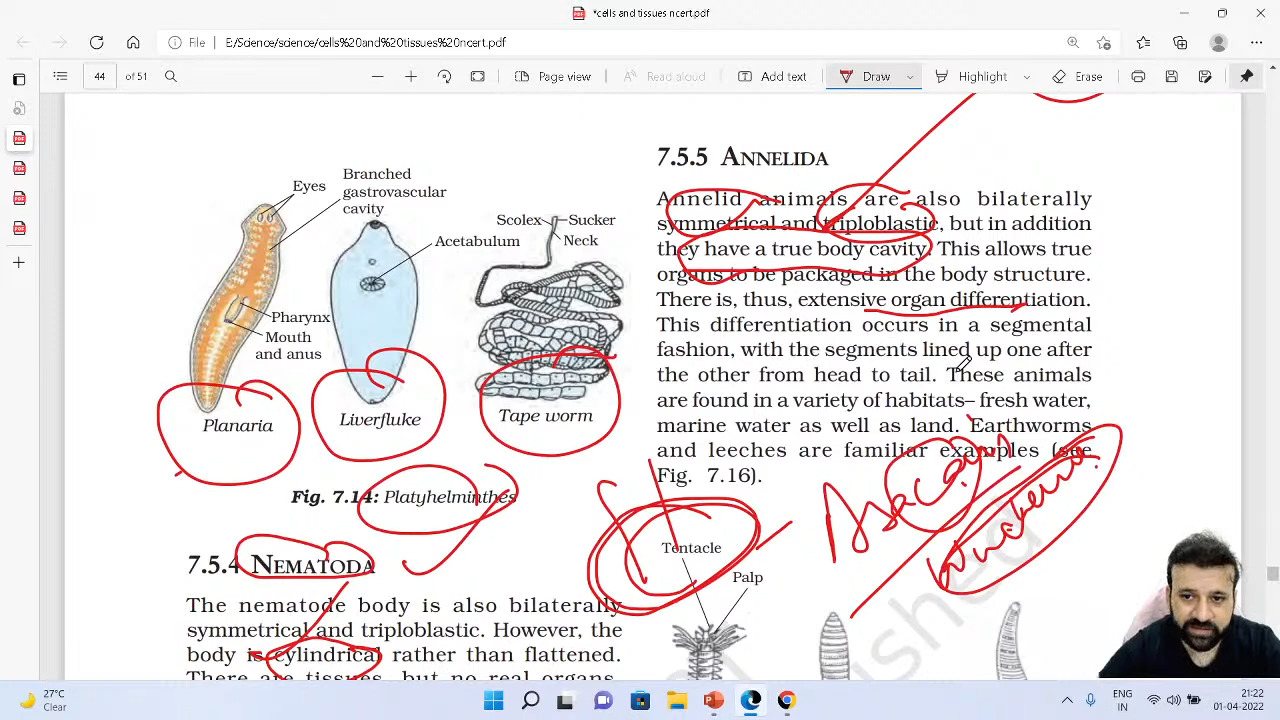 *cells and tissues ncert.pdf
File
E:/Science/science/cells%20and%20tissues%20ncert.pdf
44
Page view
Read aloud
Add text
Draw
Highlight
Erase
Eyes
Branched
gastrovascular
cavity
Acetabulum
Pharynx
Mouth
and anus
Planaria
Liverfluke
Scolex
Sucker
Neck
Tape worm
Fig. 7.14: Platyhelminthes
7.5.4 NEMATODA
The nematode body is also bilaterally
symmetrical and triploblastic. However, the
body is cylindrical rather than flattened.
There are tissues, but no real organs,
7.5.5 ANNELIDA
Annelid animals are also bilaterally
symmetrical and triploblastic, but in addition
they have a true body cavity. This allows true
organs to be packaged in the body structure.
There is, thus, extensive organ differentiation.
This differentiation occurs in a segmental
fashion, with the segments lined up one after
the other from head to tail. These animals
are found in a variety of habitats– fresh water,
marine water as well as land. Earthworms
and leeches are familiar examples (see
Fig. 7.16).
Tentacle
Palp
27°C
Clear
ENG
IN
21:22
01-04-2022